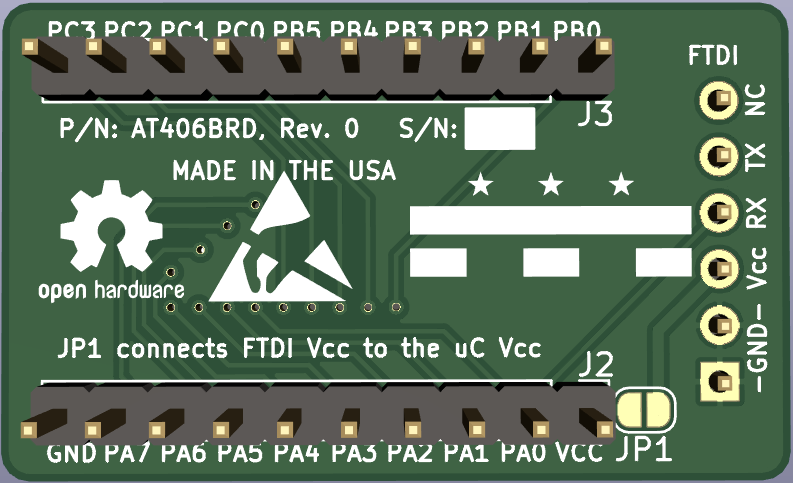 PC3 PC2 PC1 PC0 PB5 PB4 PB3 PB2 PB1 PB0
FTDI
NC
TX
RX
Vcc
-GND-
J3
P/N: AT406BRD, Rev. 0 S/N:
MADE IN THE USA
open hardware
JP1 connects FTDI Vcc to the uC Vcc
J2
JP1
GND PA7 PA6 PA5 PA4 PA3 PA2 PA1 PA0 VCC